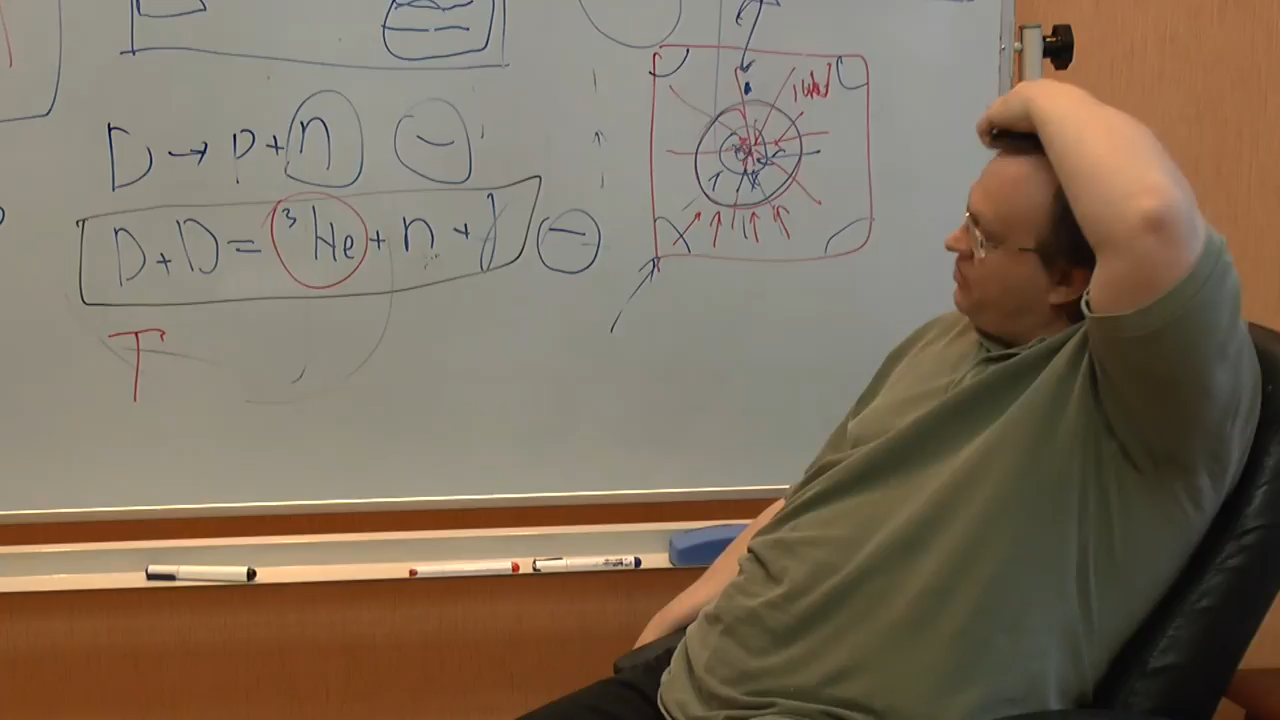 D → p + n −
D + D = ³He + n + γ −
T